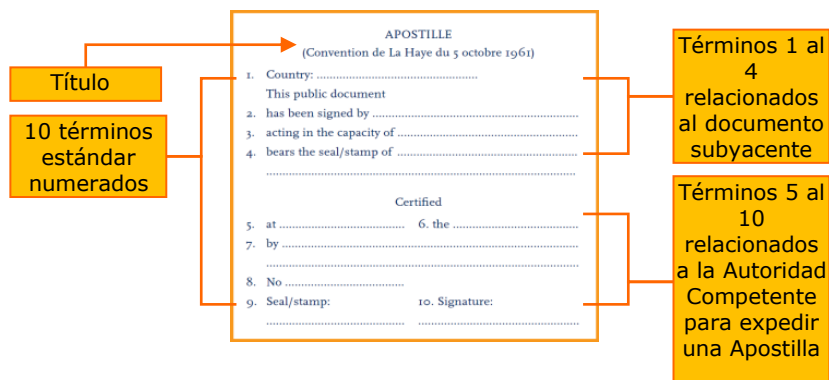 Título
10 términos
estándar
numerados
APOSTILLE
(Convention de La Haye du 5 octobre 1961)
1. Country: ..................................................
This public document
2. has been signed by ................................................................
3. acting in the capacity of ........................................................
4. bears the seal/stamp of ........................................................
................................................................................................
Certified
5. at ....................................... 6. the .......................................
7. by ............................................................................................
................................................................................................
8. No .....................................
9. Seal/stamp: 10. Signature:
........................................... ..................................................
Términos 1 al
4
relacionados
al documento
subyacente
Términos 5 al
10
relacionados
a la Autoridad
Competente
para expedir
una Apostilla